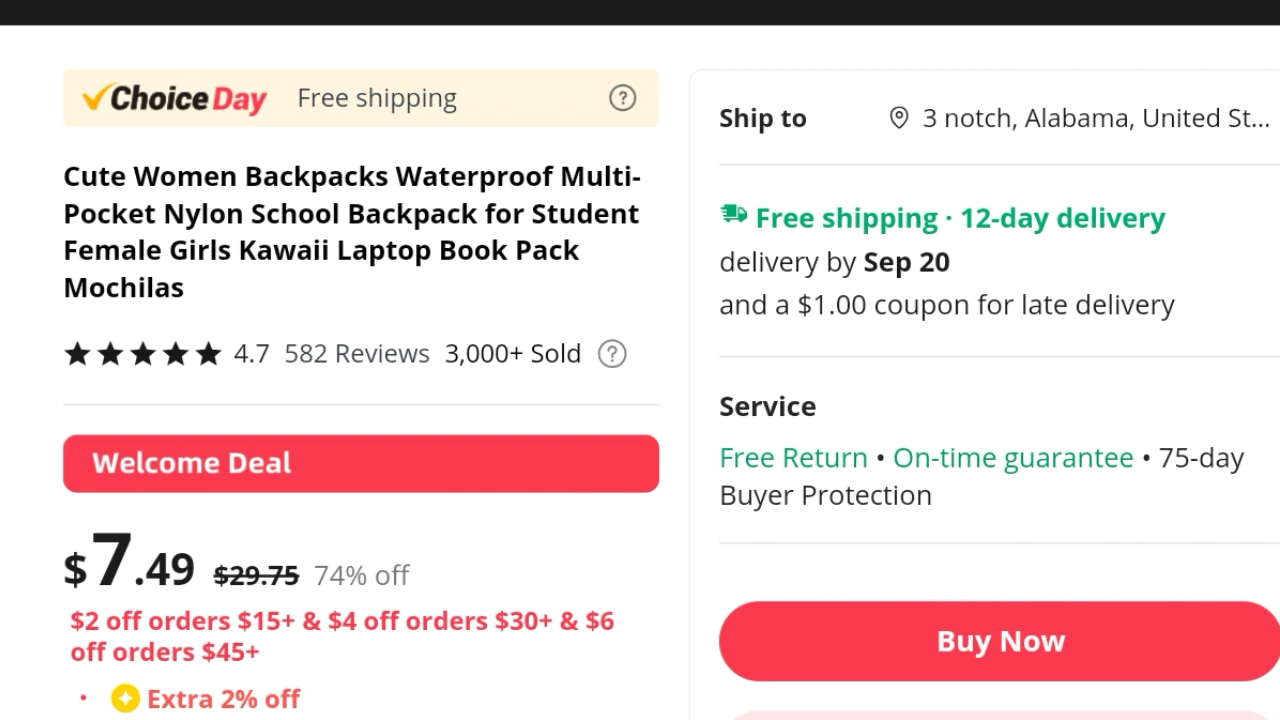 Choice Day Free shipping ?
Cute Women Backpacks Waterproof Multi-
Pocket Nylon School Backpack for Student
Female Girls Kawaii Laptop Book Pack
Mochilas
4.7 582 Reviews 3,000+ Sold ?
Welcome Deal
$7.49 $29.75 74% off
$2 off orders $15+ & $4 off orders $30+ & $6
off orders $45+
• Extra 2% off
Ship to 3 notch, Alabama, United St...
Free shipping · 12-day delivery
delivery by Sep 20
and a $1.00 coupon for late delivery
Service
Free Return • On-time guarantee • 75-day
Buyer Protection
Buy Now